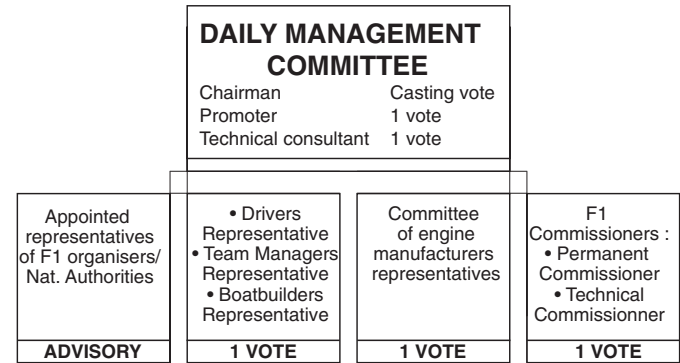 DAILY MANAGEMENT
COMMITTEE
Chairman Casting vote
Promoter 1 vote
Technical consultant 1 vote
Appointed
representatives
of F1 organisers/
Nat. Authorities
ADVISORY
• Drivers
Representative
• Team Managers
Representative
• Boatbuilders
Representative
1 VOTE
Committee
of engine
manufacturers
representatives
1 VOTE
F1
Commissioners :
• Permanent
Commissioner
• Technical
Commissionner
1 VOTE